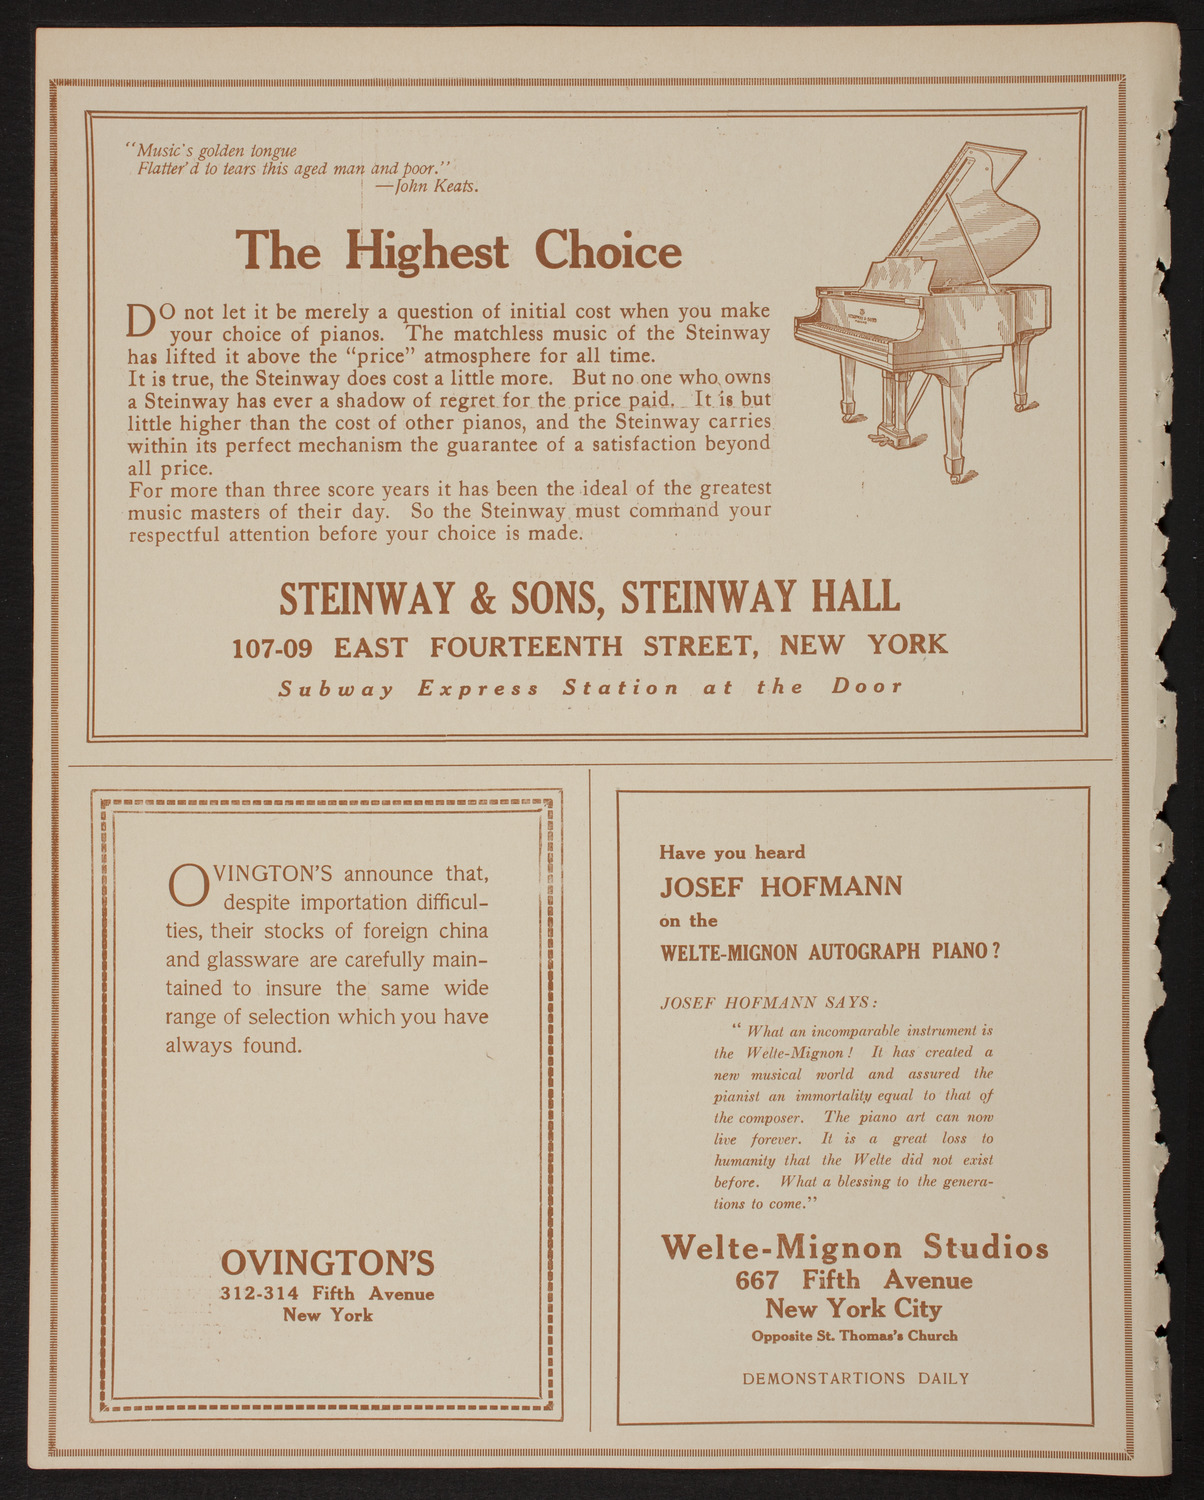 “Music's golden tongue
Flatter'd to tears this aged man and poor.”
—John Keats.
The Highest Choice
DO not let it be merely a question of initial cost when you make
your choice of pianos. The matchless music of the Steinway
has lifted it above the “price” atmosphere for all time.
It is true, the Steinway does cost a little more. But no one who owns
a Steinway has ever a shadow of regret for the price paid. It is but
little higher than the cost of other pianos, and the Steinway carries
within its perfect mechanism the guarantee of a satisfaction beyond
all price.
For more than three score years it has been the ideal of the greatest
music masters of their day. So the Steinway must command your
respectful attention before your choice is made.
STEINWAY & SONS, STEINWAY HALL
107-09 EAST FOURTEENTH STREET, NEW YORK
Subway Express Station at the Door
OVINGTON'S announce that,
despite importation difficul-
ties, their stocks of foreign china
and glassware are carefully main-
tained to insure the same wide
range of selection which you have
always found.
OVINGTON'S
312-314 Fifth Avenue
New York
Have you heard
JOSEF HOFMANN
on the
WELTE-MIGNON AUTOGRAPH PIANO?
JOSEF HOFMANN SAYS:
“What an incomparable instrument is
the Welte-Mignon! It has created a
new musical world and assured the
pianist an immortality equal to that of
the composer. The piano art can now
live forever. It is a great loss to
humanity that the Welte did not exist
before. What a blessing to the genera-
tions to come.”
Welte-Mignon Studios
667 Fifth Avenue
New York City
Opposite St. Thomas's Church
DEMONSTARTIONS DAILY